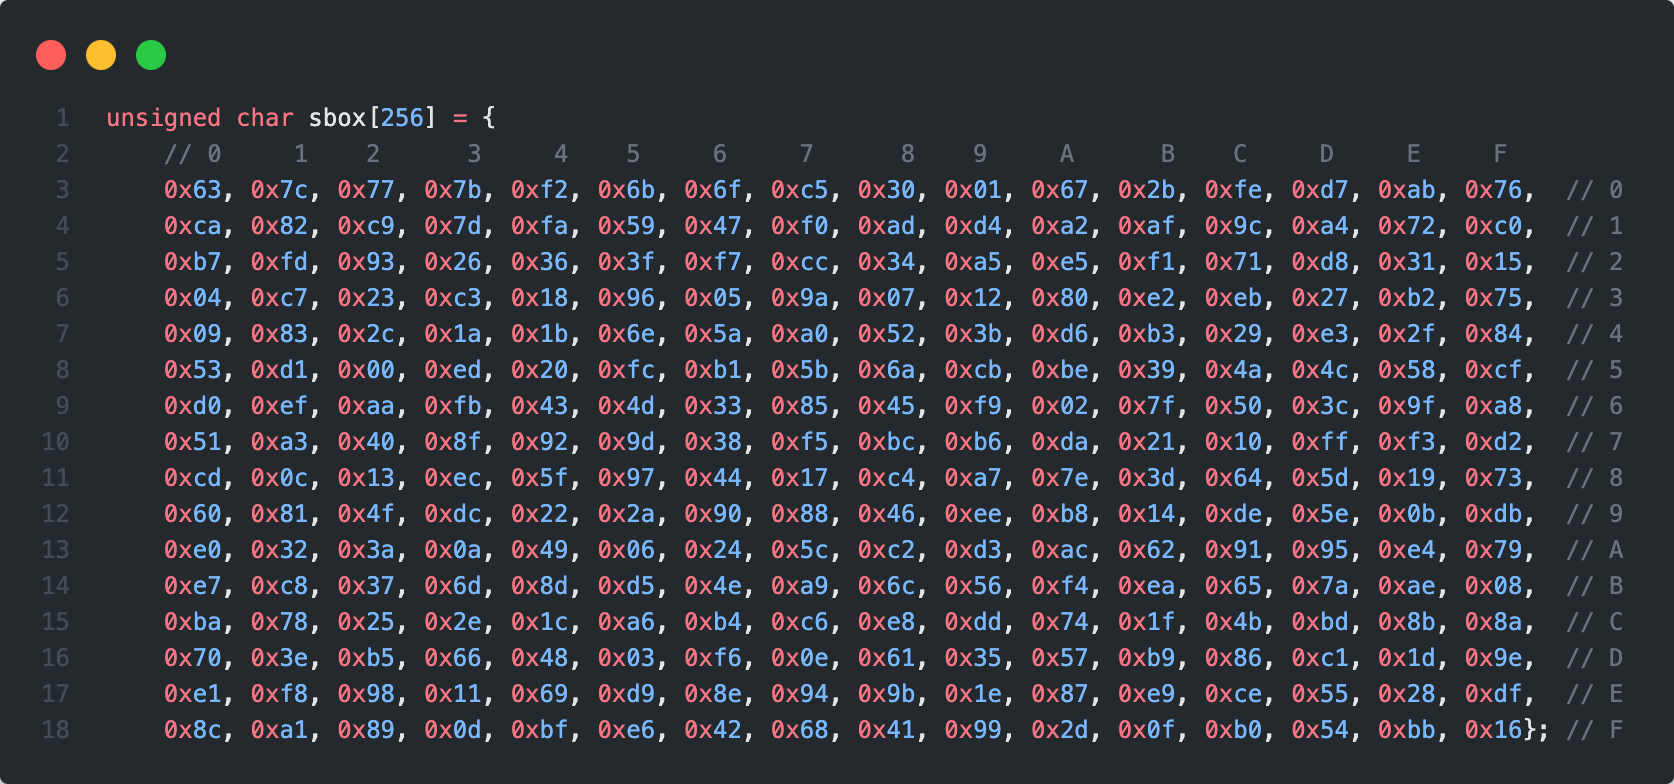 1 unsigned char sbox[256] = {
2 // 0 1 2 3 4 5 6 7 8 9 A B C D E F
3 0x63, 0x7c, 0x77, 0x7b, 0xf2, 0x6b, 0x6f, 0xc5, 0x30, 0x01, 0x67, 0x2b, 0xfe, 0xd7, 0xab, 0x76, // 0
4 0xca, 0x82, 0xc9, 0x7d, 0xfa, 0x59, 0x47, 0xf0, 0xad, 0xd4, 0xa2, 0xaf, 0x9c, 0xa4, 0x72, 0xc0, // 1
5 0xb7, 0xfd, 0x93, 0x26, 0x36, 0x3f, 0xf7, 0xcc, 0x34, 0xa5, 0xe5, 0xf1, 0x71, 0xd8, 0x31, 0x15, // 2
6 0x04, 0xc7, 0x23, 0xc3, 0x18, 0x96, 0x05, 0x9a, 0x07, 0x12, 0x80, 0xe2, 0xeb, 0x27, 0xb2, 0x75, // 3
7 0x09, 0x83, 0x2c, 0x1a, 0x1b, 0x6e, 0x5a, 0xa0, 0x52, 0x3b, 0xd6, 0xb3, 0x29, 0xe3, 0x2f, 0x84, // 4
8 0x53, 0xd1, 0x00, 0xed, 0x20, 0xfc, 0xb1, 0x5b, 0x6a, 0xcb, 0xbe, 0x39, 0x4a, 0x4c, 0x58, 0xcf, // 5
9 0xd0, 0xef, 0xaa, 0xfb, 0x43, 0x4d, 0x33, 0x85, 0x45, 0xf9, 0x02, 0x7f, 0x50, 0x3c, 0x9f, 0xa8, // 6
10 0x51, 0xa3, 0x40, 0x8f, 0x92, 0x9d, 0x38, 0xf5, 0xbc, 0xb6, 0xda, 0x21, 0x10, 0xff, 0xf3, 0xd2, // 7
11 0xcd, 0x0c, 0x13, 0xec, 0x5f, 0x97, 0x44, 0x17, 0xc4, 0xa7, 0x7e, 0x3d, 0x64, 0x5d, 0x19, 0x73, // 8
12 0x60, 0x81, 0x4f, 0xdc, 0x22, 0x2a, 0x90, 0x88, 0x46, 0xee, 0xb8, 0x14, 0xde, 0x5e, 0x0b, 0xdb, // 9
13 0xe0, 0x32, 0x3a, 0x0a, 0x49, 0x06, 0x24, 0x5c, 0xc2, 0xd3, 0xac, 0x62, 0x91, 0x95, 0xe4, 0x79, // A
14 0xe7, 0xc8, 0x37, 0x6d, 0x8d, 0xd5, 0x4e, 0xa9, 0x6c, 0x56, 0xf4, 0xea, 0x65, 0x7a, 0xae, 0x08, // B
15 0xba, 0x78, 0x25, 0x2e, 0x1c, 0xa6, 0xb4, 0xc6, 0xe8, 0xdd, 0x74, 0x1f, 0x4b, 0xbd, 0x8b, 0x8a, // C
16 0x70, 0x3e, 0xb5, 0x66, 0x48, 0x03, 0xf6, 0x0e, 0x61, 0x35, 0x57, 0xb9, 0x86, 0xc1, 0x1d, 0x9e, // D
17 0xe1, 0xf8, 0x98, 0x11, 0x69, 0xd9, 0x8e, 0x94, 0x9b, 0x1e, 0x87, 0xe9, 0xce, 0x55, 0x28, 0xdf, // E
18 0x8c, 0xa1, 0x89, 0x0d, 0xbf, 0xe6, 0x42, 0x68, 0x41, 0x99, 0x2d, 0x0f, 0xb0, 0x54, 0xbb, 0x16}; // F